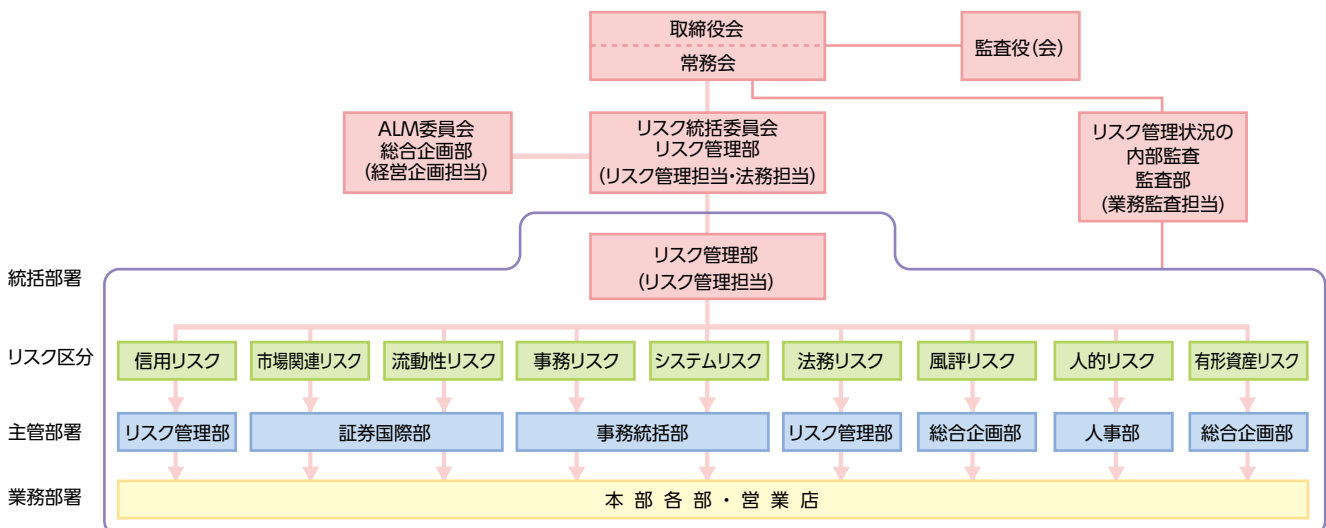 取締役会
常務会
監査役(会)
ALM委員会
総合企画部
(経営企画担当)
リスク統括委員会
リスク管理部
(リスク管理担当・法務担当)
リスク管理状況の
内部監査
監査部
(業務監査担当)
統括部署
リスク管理部
(リスク管理担当)
リスク区分
信用リスク
市場関連リスク
流動性リスク
事務リスク
システムリスク
法務リスク
風評リスク
人的リスク
有形資産リスク
主管部署
リスク管理部
証券国際部
事務統括部
リスク管理部
総合企画部
人事部
総合企画部
業務部署
本部各部・営業店